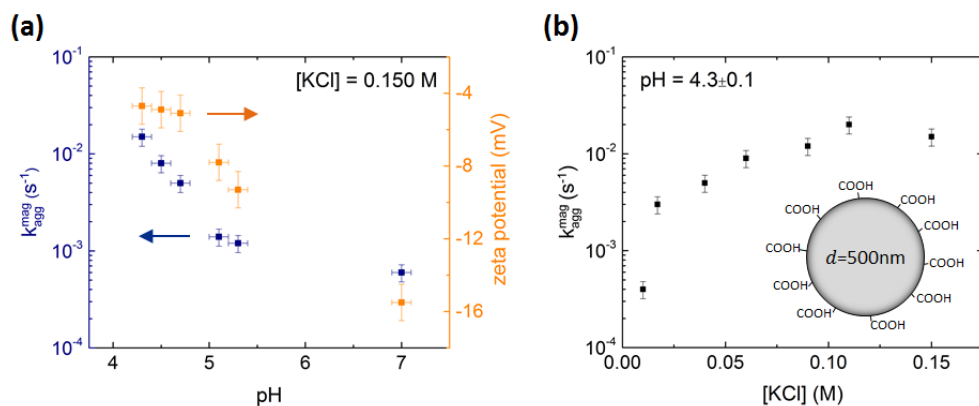 (a)
[KCl] = 0.150 M
10⁻¹
10⁻²
10⁻³
10⁻⁴
k_agg^mag (s⁻¹)
4
5
6
7
pH
-4
-8
-12
-16
zeta potential (mV)
(b)
pH = 4.3±0.1
10⁻¹
10⁻²
10⁻³
10⁻⁴
k_agg^mag (s⁻¹)
0.00
0.05
0.10
0.15
[KCl] (M)
COOH
COOH
COOH
COOH
COOH
COOH
COOH
COOH
COOH
COOH
d=500nm